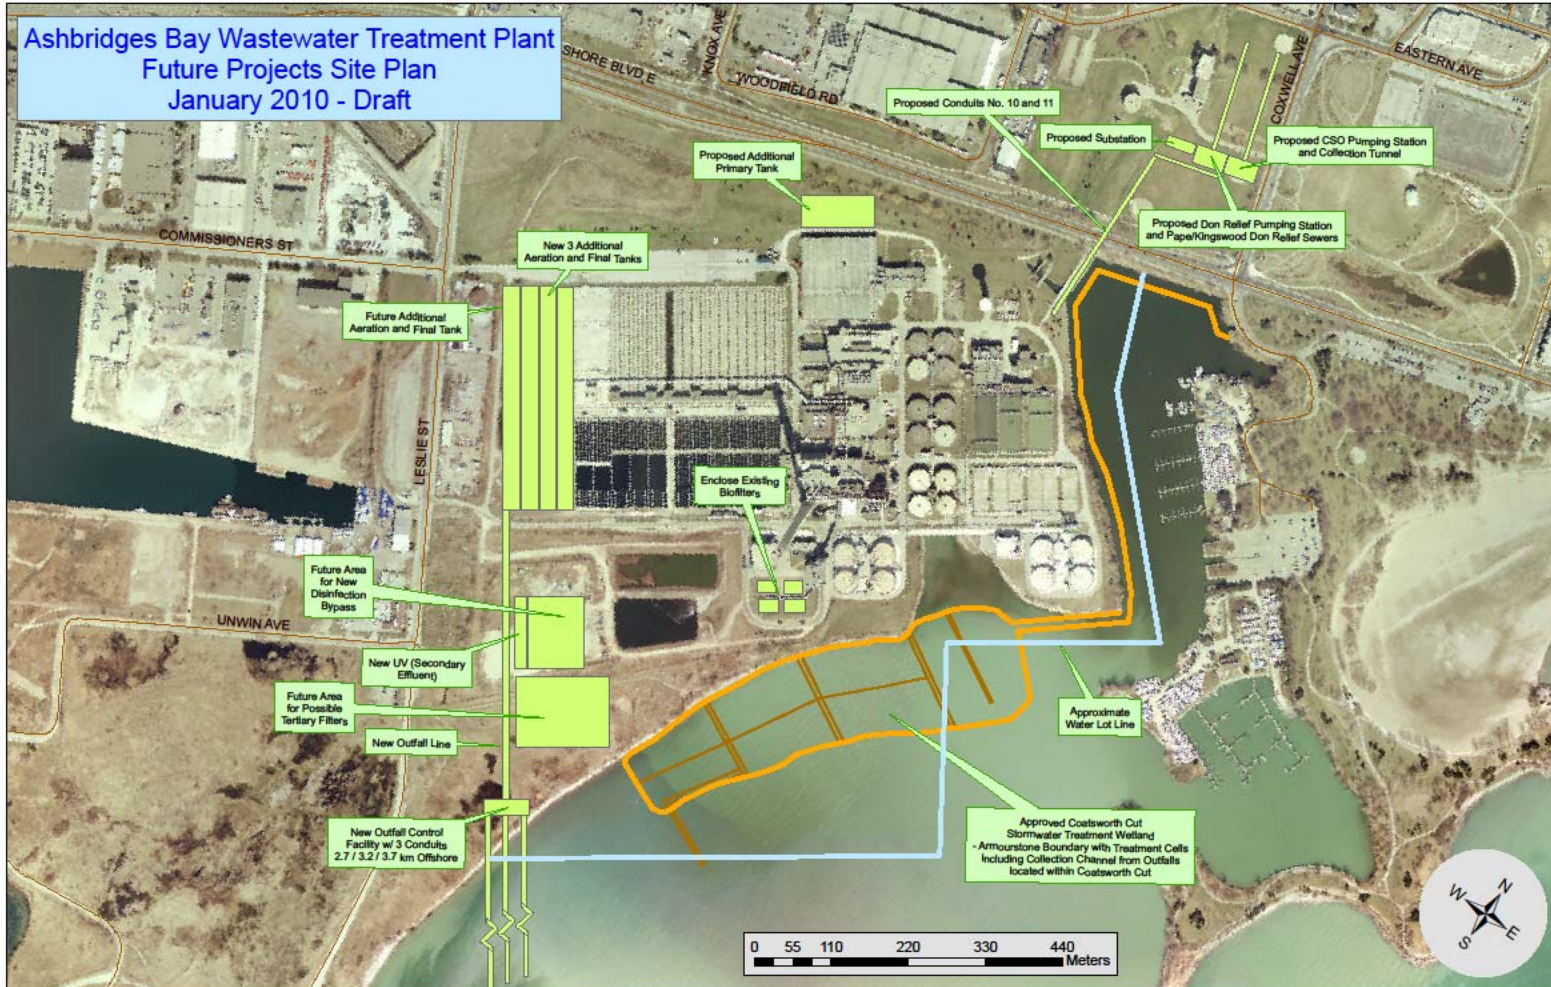 Ashbridges Bay Wastewater Treatment Plant
Future Projects Site Plan
January 2010 - Draft
SHORE BLVD E
KNOX AVE
WOODFIELD RD
COXWELL AVE
EASTERN AVE
Proposed Conduits No. 10 and 11
Proposed Substation
Proposed CSO Pumping Station
and Collection Tunnel
Proposed Additional
Primary Tank
Proposed Don Relief Pumping Station
and Pape/Kingswood Don Relief Sewers
COMMISSIONERS ST
New 3 Additional
Aeration and Final Tanks
Future Additional
Aeration and Final Tank
LESLIE ST
Enclose Existing
Biofilters
Future Area
for New
Disinfection
Bypass
UNWIN AVE
New UV (Secondary
Effluent)
Future Area
for Possible
Tertiary Filters
New Outfall Line
Approximate
Water Lot Line
New Outfall Control
Facility w/ 3 Conduits
2.7 / 3.2 / 3.7 km Offshore
Approved Coatsworth Cut
Stormwater Treatment Wetland
- Armourstone Boundary with Treatment Cells
Including Collection Channel from Outfalls
located within Coatsworth Cut
0 55 110 220 330 440
Meters
N
W
E
S